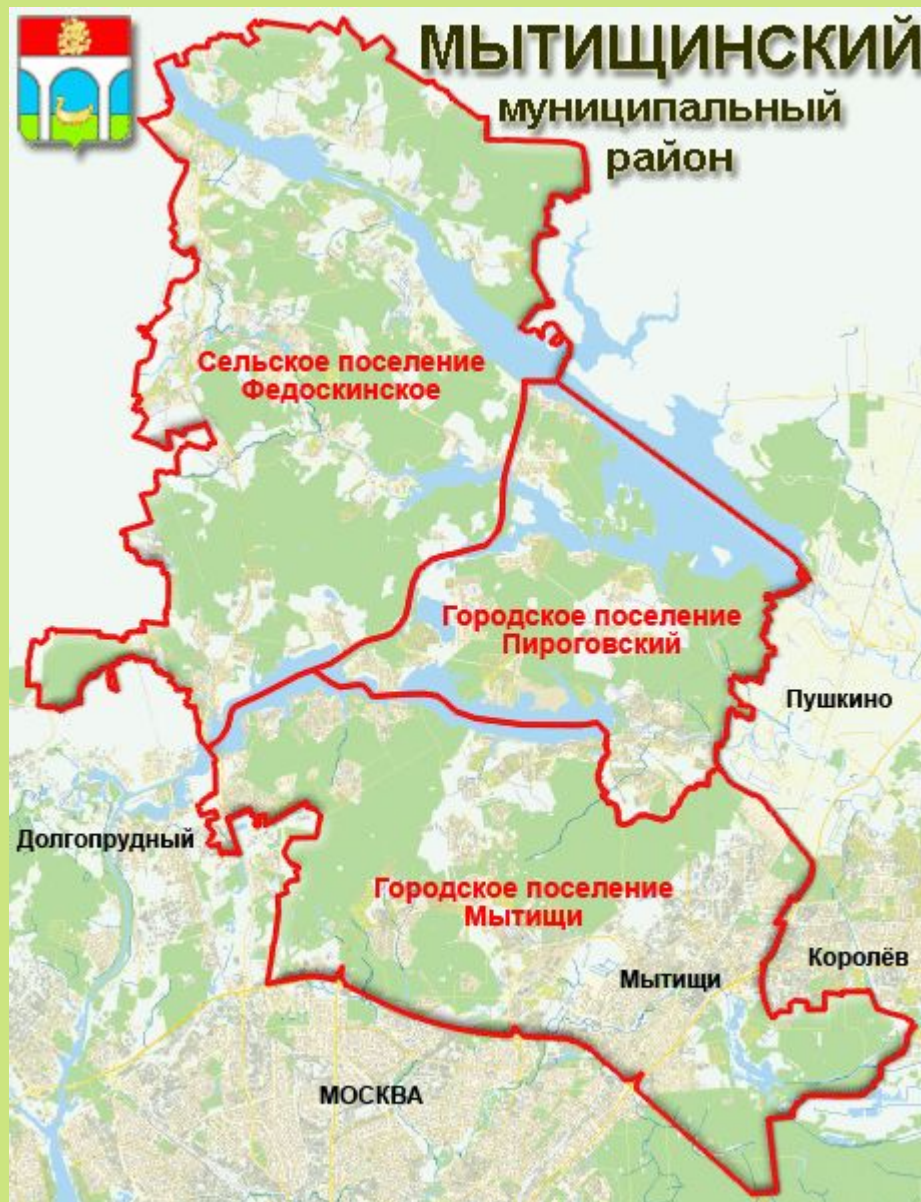 МЫТИЩИНСКИЙ
муниципальный
район
Сельское поселение
Федоскинское
Городское поселение
Пироговский
Пушкино
Долгопрудный
Городское поселение
Мытищи
Мытищи
Королёв
МОСКВА